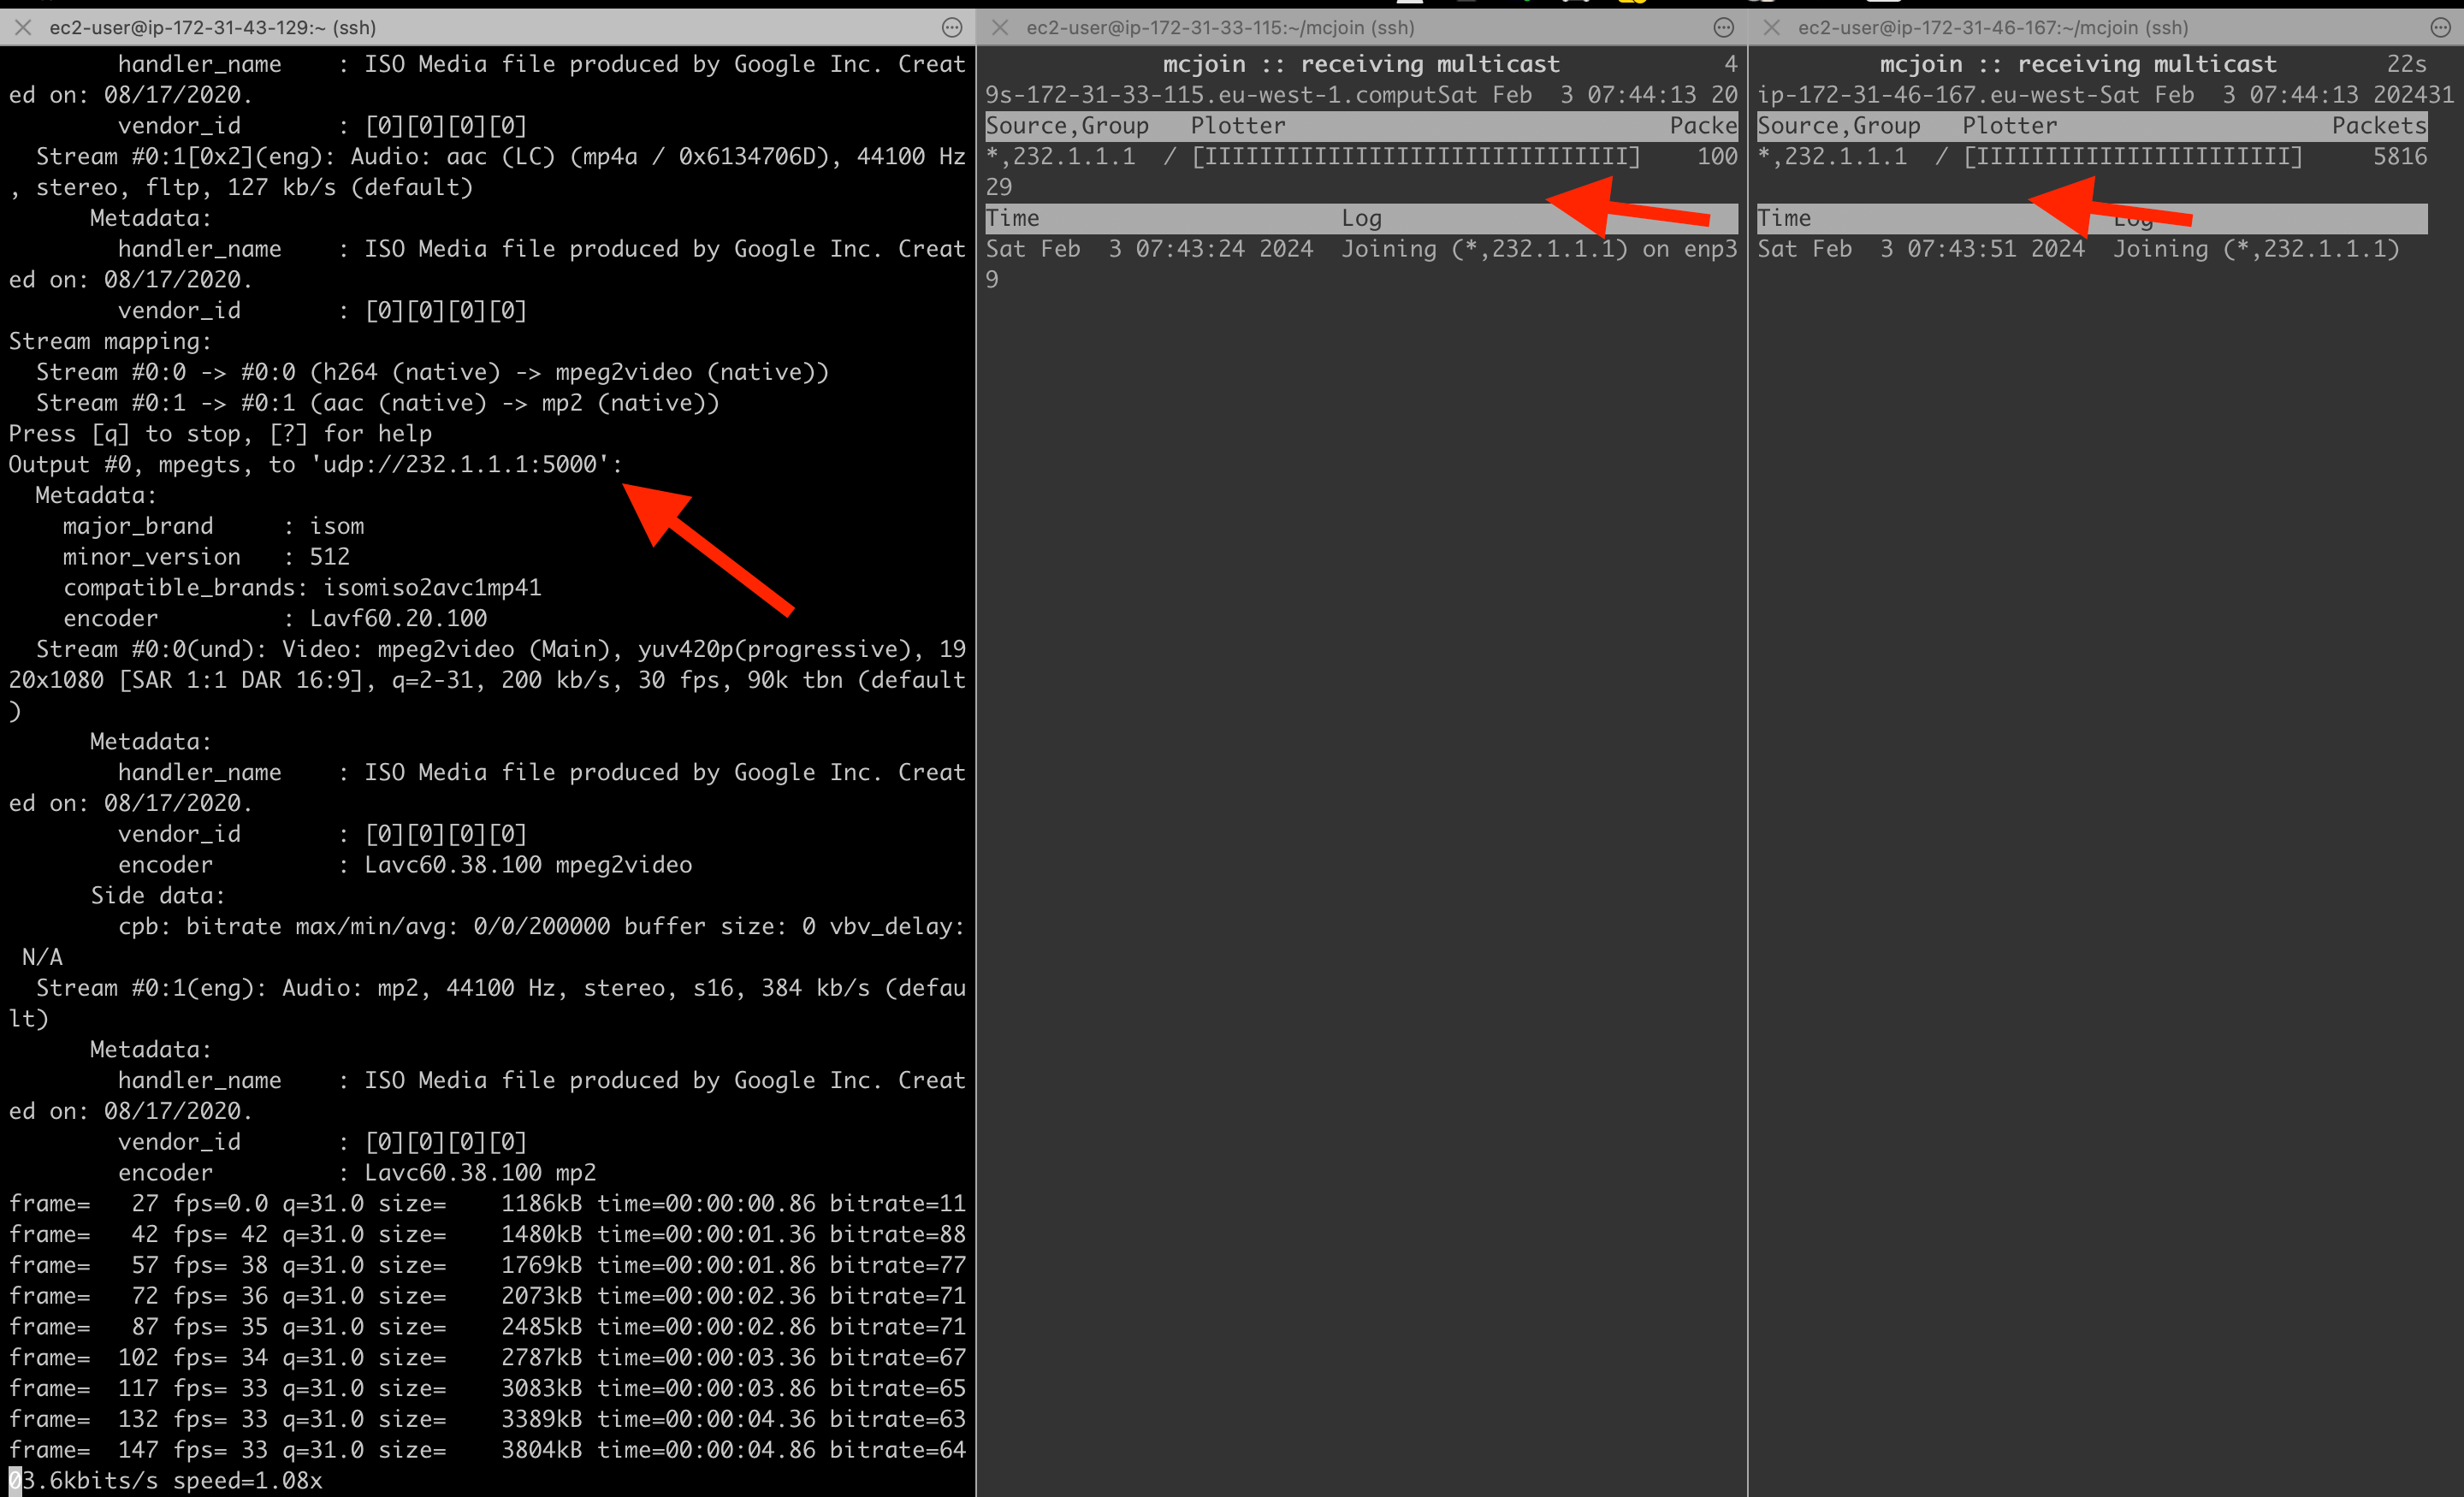 ec2-user@ip-172-31-43-129:~ (ssh)
handler_name    : ISO Media file produced by Google Inc. Creat
ed on: 08/17/2020.
vendor_id       : [0][0][0][0]
Stream #0:1[0x2](eng): Audio: aac (LC) (mp4a / 0x6134706D), 44100 Hz
, stereo, fltp, 127 kb/s (default)
Metadata:
handler_name    : ISO Media file produced by Google Inc. Creat
ed on: 08/17/2020.
vendor_id       : [0][0][0][0]
Stream mapping:
Stream #0:0 -> #0:0 (h264 (native) -> mpeg2video (native))
Stream #0:1 -> #0:1 (aac (native) -> mp2 (native))
Press [q] to stop, [?] for help
Output #0, mpegts, to 'udp://232.1.1.1:5000':
Metadata:
major_brand     : isom
minor_version   : 512
compatible_brands: isomiso2avc1mp41
encoder         : Lavf60.20.100
Stream #0:0(und): Video: mpeg2video (Main), yuv420p(progressive), 19
20x1080 [SAR 1:1 DAR 16:9], q=2-31, 200 kb/s, 30 fps, 90k tbn (default
)
Metadata:
handler_name    : ISO Media file produced by Google Inc. Creat
ed on: 08/17/2020.
vendor_id       : [0][0][0][0]
encoder         : Lavc60.38.100 mpeg2video
Side data:
cpb: bitrate max/min/avg: 0/0/200000 buffer size: 0 vbv_delay:
N/A
Stream #0:1(eng): Audio: mp2, 44100 Hz, stereo, s16, 384 kb/s (defau
lt)
Metadata:
handler_name    : ISO Media file produced by Google Inc. Creat
ed on: 08/17/2020.
vendor_id       : [0][0][0][0]
encoder         : Lavc60.38.100 mp2
frame=   27 fps=0.0 q=31.0 size=    1186kB time=00:00:00.86 bitrate=11
frame=   42 fps= 42 q=31.0 size=    1480kB time=00:00:01.36 bitrate=88
frame=   57 fps= 38 q=31.0 size=    1769kB time=00:00:01.86 bitrate=77
frame=   72 fps= 36 q=31.0 size=    2073kB time=00:00:02.36 bitrate=71
frame=   87 fps= 35 q=31.0 size=    2485kB time=00:00:02.86 bitrate=71
frame=  102 fps= 34 q=31.0 size=    2787kB time=00:00:03.36 bitrate=67
frame=  117 fps= 33 q=31.0 size=    3083kB time=00:00:03.86 bitrate=65
frame=  132 fps= 33 q=31.0 size=    3389kB time=00:00:04.36 bitrate=63
frame=  147 fps= 33 q=31.0 size=    3804kB time=00:00:04.86 bitrate=64
03.6kbits/s speed=1.08x
ec2-user@ip-172-31-33-115:~/mcjoin (ssh)
mcjoin :: receiving multicast 4
9s-172-31-33-115.eu-west-1.computSat Feb  3 07:44:13 20
Source,Group   Plotter Packe
*,232.1.1.1  / [IIIIIIIIIIIIIIIIIIIIIIIIIIIIIII]    100
29
Time Log
Sat Feb  3 07:43:24 2024  Joining (*,232.1.1.1) on enp3
9
ec2-user@ip-172-31-46-167:~/mcjoin (ssh)
mcjoin :: receiving multicast 22s
ip-172-31-46-167.eu-west-Sat Feb  3 07:44:13 202431
Source,Group   Plotter Packets
*,232.1.1.1  / [IIIIIIIIIIIIIIIIIIIIIII]     5816
Time Log
Sat Feb  3 07:43:51 2024  Joining (*,232.1.1.1)